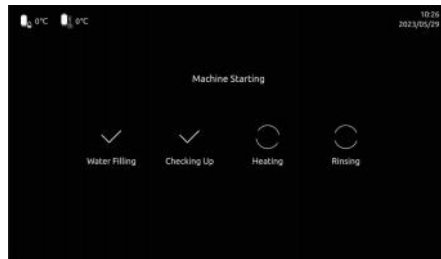 0℃ 0℃
10:26
2023/05/29
Machine Starting
Water Filling Checking Up Heating Rinsing